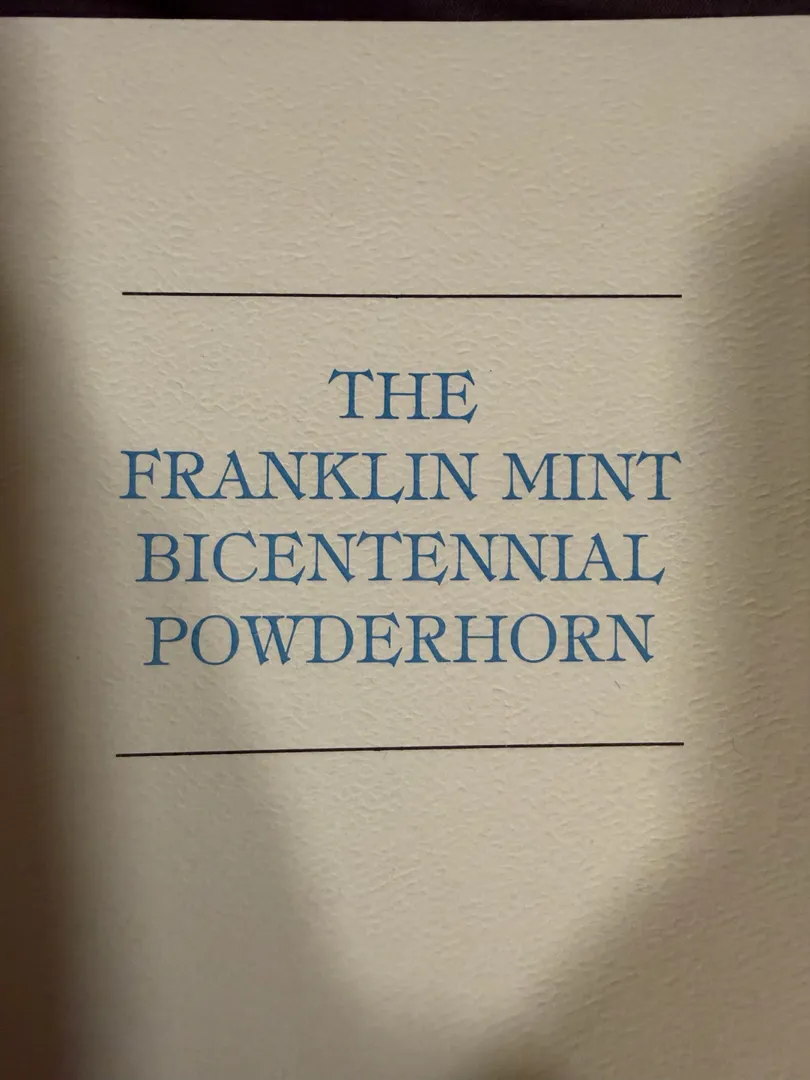 THE
FRANKLIN MINT
BICENTENNIAL
POWDERHORN